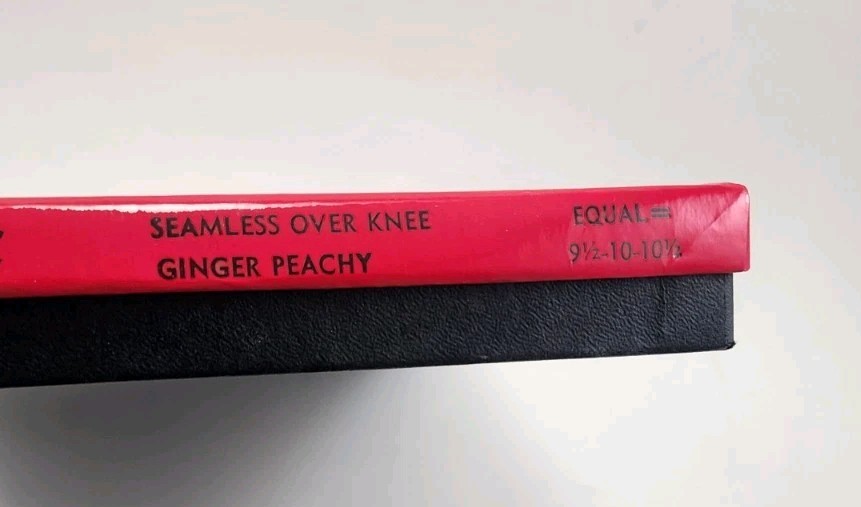 SEAMLESS OVER KNEE
GINGER PEACHY
EQUAL=
9½-10-10½